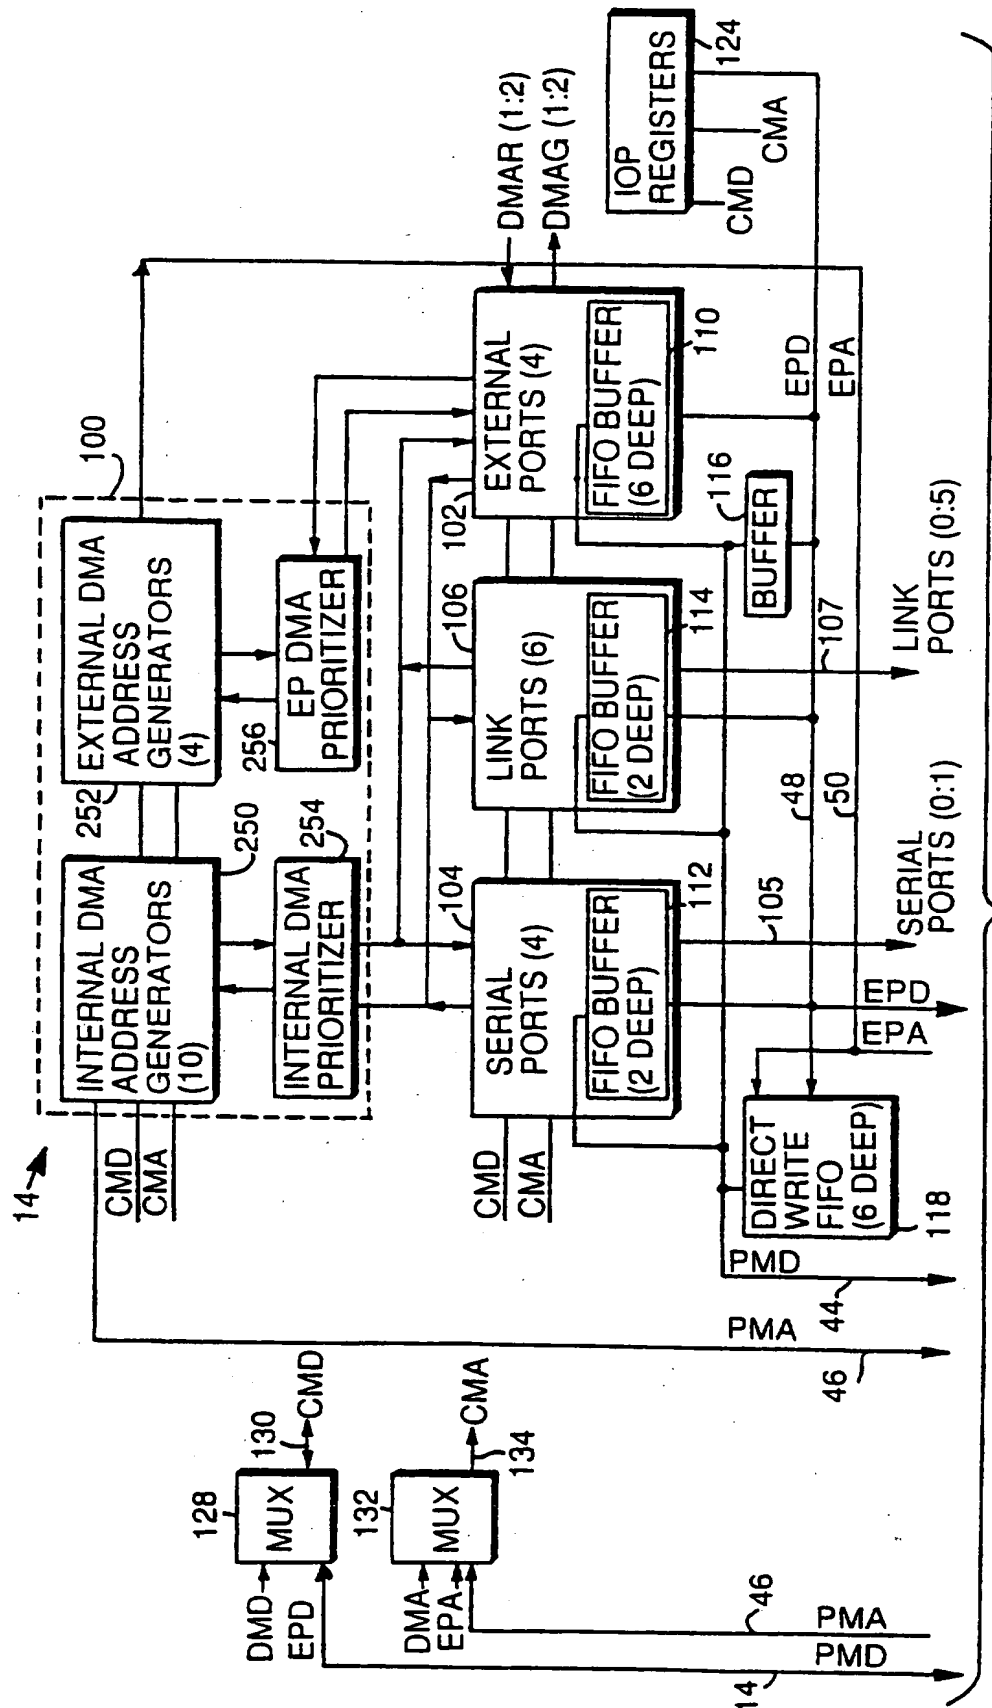 14
100
INTERNAL DMA
ADDRESS
GENERATORS
(10)
250
252
EXTERNAL DMA
ADDRESS
GENERATORS
(4)
CMD
CMA
INTERNAL DMA
PRIORITIZER
254
256
EP DMA
PRIORITIZER
104
SERIAL
PORTS (4)
FIFO BUFFER
(2 DEEP)
112
CMD
CMA
106
LINK
PORTS (6)
FIFO BUFFER
(2 DEEP)
114
102
EXTERNAL
PORTS (4)
FIFO BUFFER
(6 DEEP)
110
DMAR (1:2)
DMAG (1:2)
IOP
REGISTERS
124
CMD
CMA
116
BUFFER
EPD
EPA
107
LINK
PORTS (0:5)
48
50
105
SERIAL
PORTS (0:1)
EPD
EPA
DIRECT
WRITE
FIFO
(6 DEEP)
118
PMD
44
PMA
46
128
MUX
130
CMD
DMD
EPD
132
MUX
CMA
134
DMA
EPA
46
PMA
PMD
14